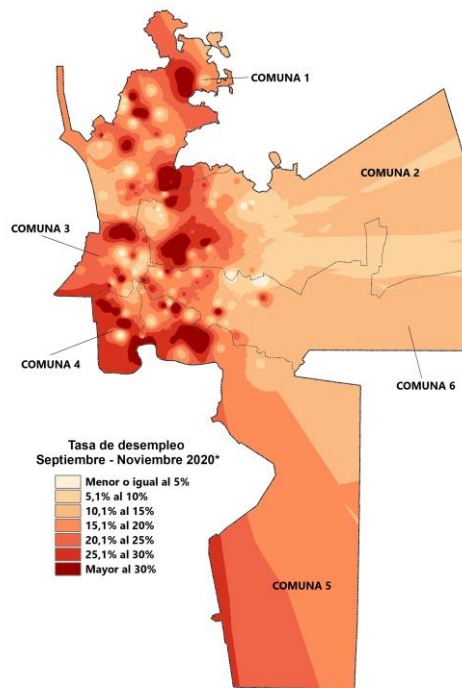 COMUNA 1
COMUNA 2
COMUNA 3
COMUNA 4
COMUNA 6
Tasa de desempleo
Septiembre - Noviembre 2020*
Menor o igual al 5%
5,1% al 10%
10,1% al 15%
15,1% al 20%
20,1% al 25%
25,1% al 30%
Mayor al 30%
COMUNA 5